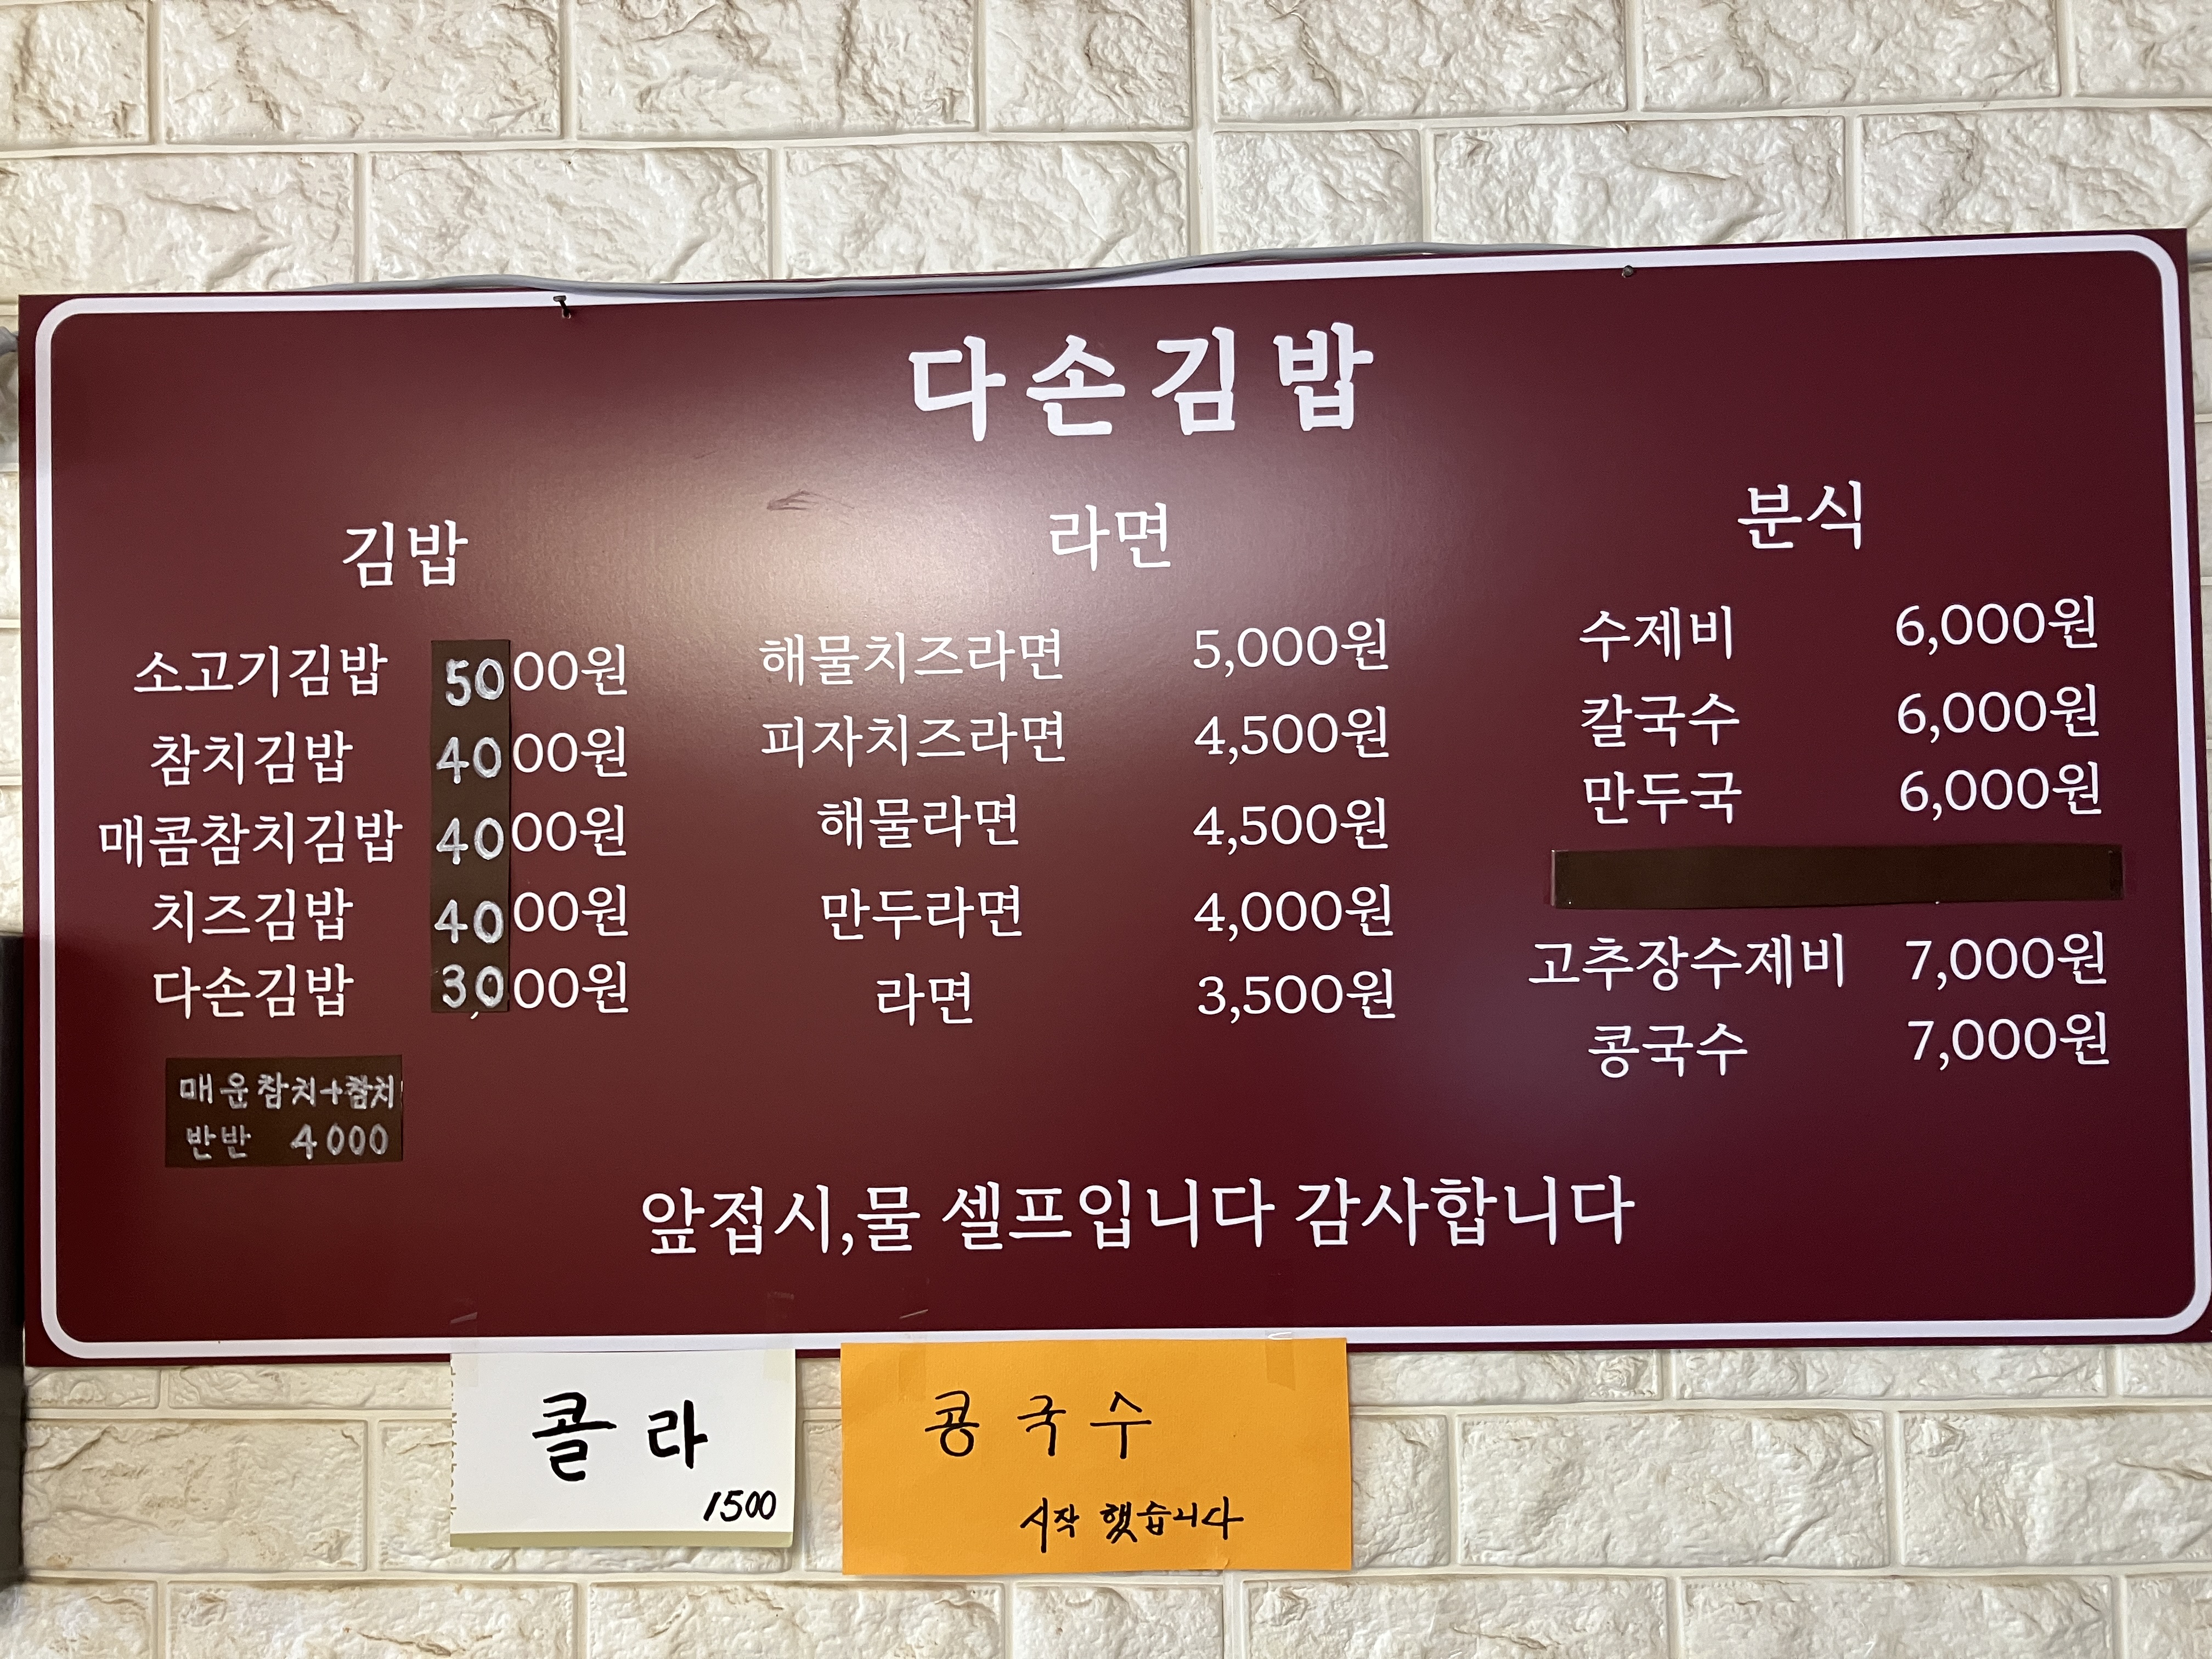 다손김밥
김밥
소고기김밥 5000원
참치김밥 4000원
매콤참치김밥 4000원
치즈김밥 4000원
다손김밥 3,000원
매운참치+참치
반반 4000
라면
해물치즈라면 5,000원
피자치즈라면 4,500원
해물라면 4,500원
만두라면 4,000원
라면 3,500원
분식
수제비 6,000원
칼국수 6,000원
만두국 6,000원
고추장수제비 7,000원
콩국수 7,000원
앞접시,물 셀프입니다 감사합니다
콜라
1500
콩국수
시작 했습니다